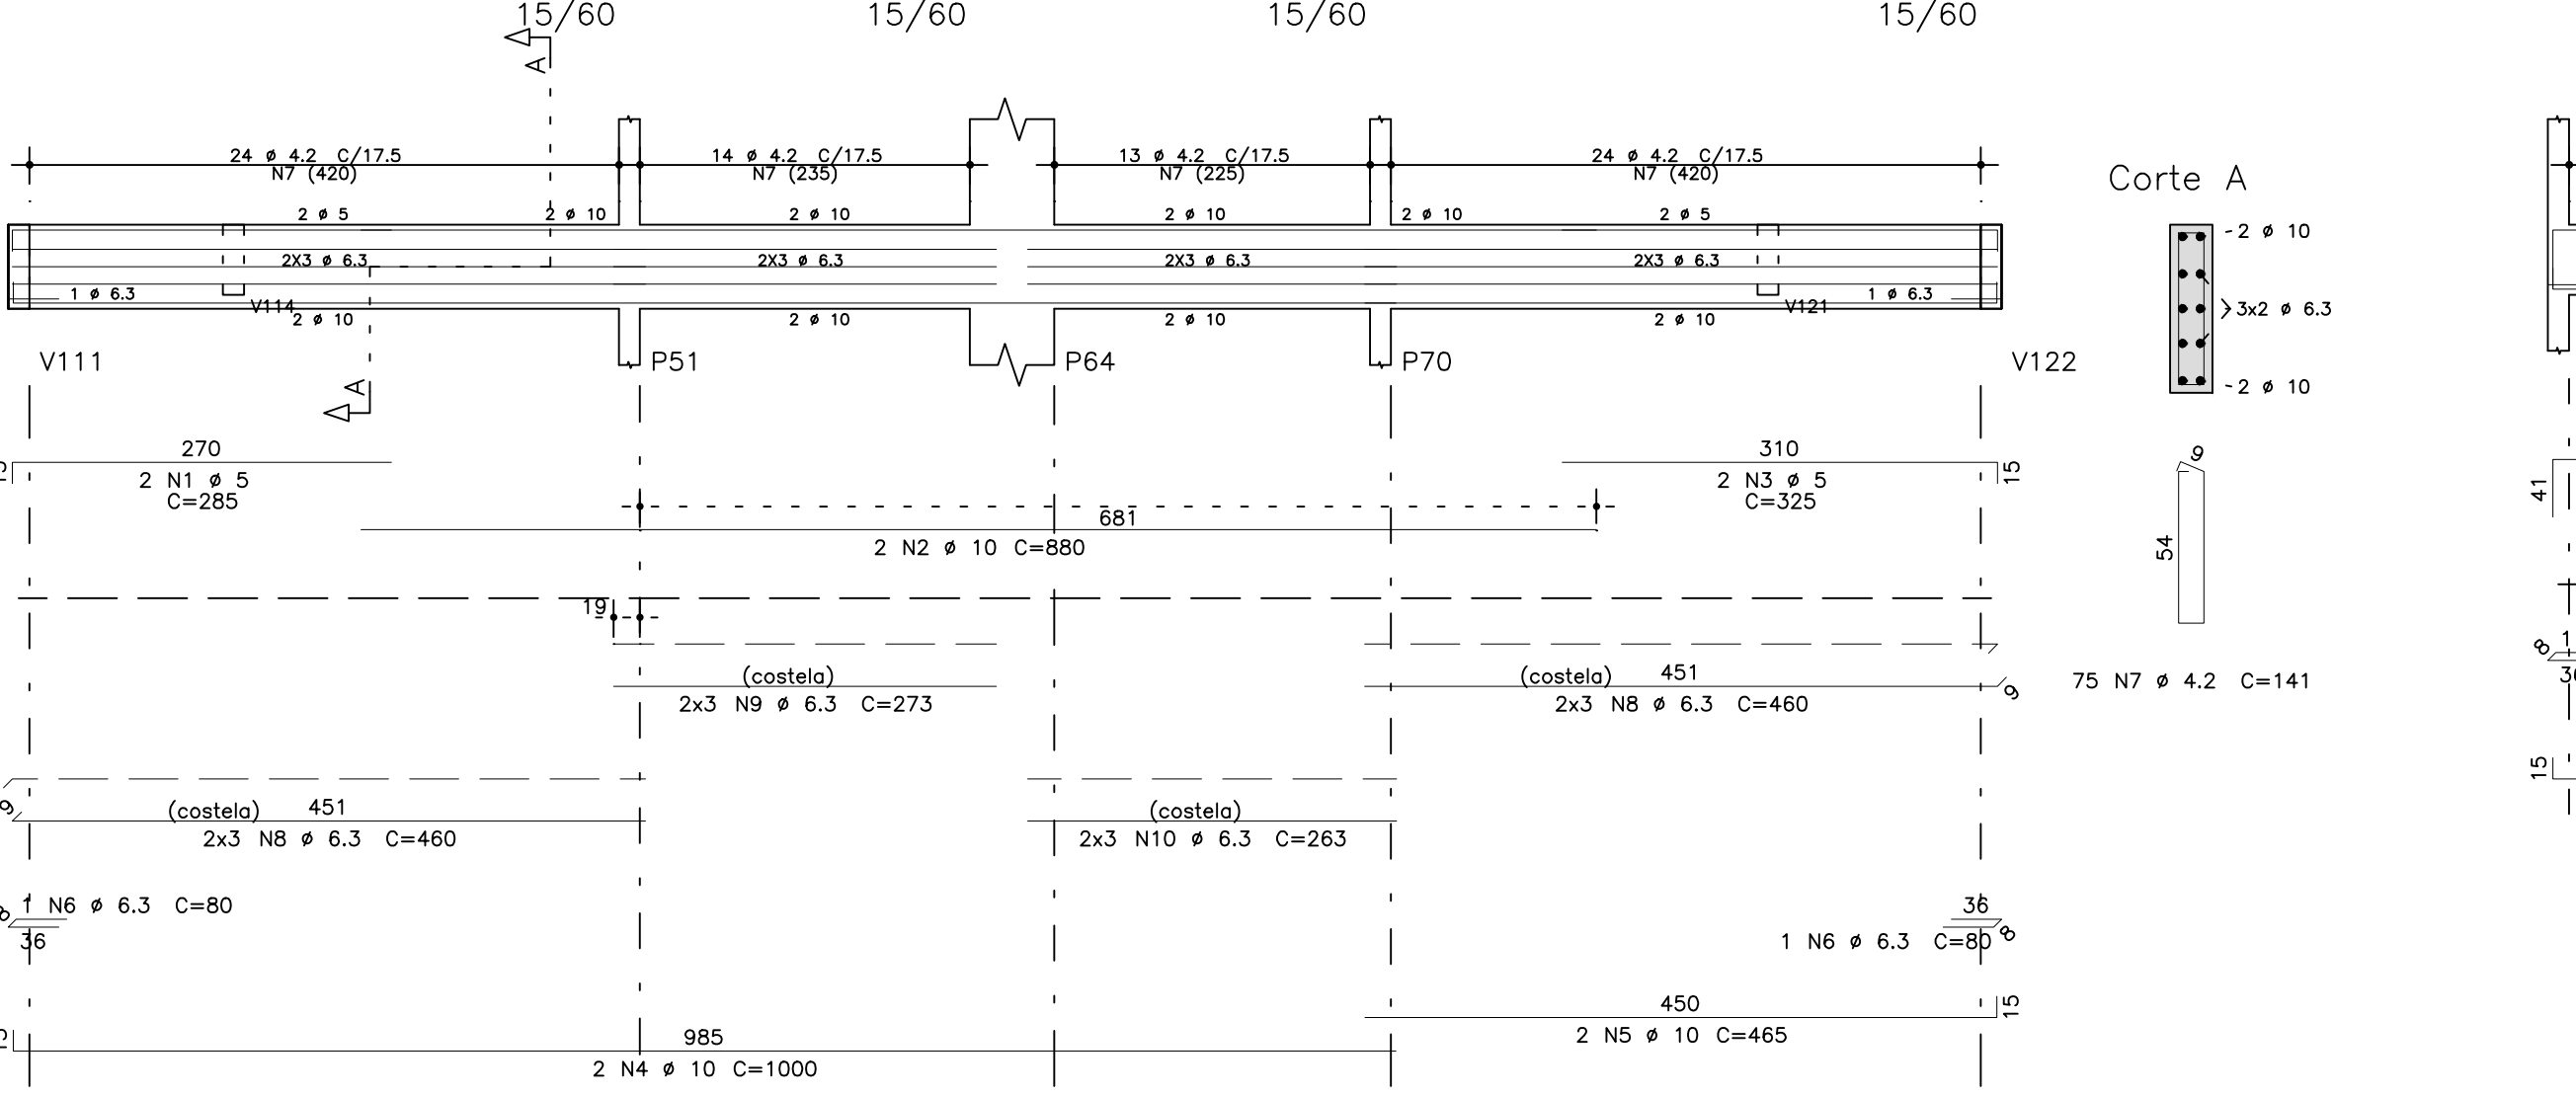 15/60 15/60 15/60 15/60
A
24 ø 4.2 C/17.5 14 ø 4.2 C/17.5 13 ø 4.2 C/17.5 24 ø 4.2 C/17.5
N7 (420) N7 (235) N7 (225) N7 (420)
Corte A
2 ø 5 2 ø 10 2 ø 10 2 ø 10 2 ø 10 2 ø 5
-2 ø 10
2X3 ø 6.3 2X3 ø 6.3 2X3 ø 6.3 2X3 ø 6.3
1 ø 6.3 1 ø 6.3
V114 V121
3x2 ø 6.3
2 ø 10 2 ø 10 2 ø 10 2 ø 10
V111 P51 P64 P70 V122
A
-2 ø 10
270 310
9
2 N1 ø 5 2 N3 ø 5 15
41
C=285 C=325
681
54
2 N2 ø 10 C=880
19
8
(costela) (costela) 451
75 N7 ø 4.2 C=141
9
2x3 N9 ø 6.3 C=273 2x3 N8 ø 6.3 C=460
15
9
(costela) 451 (costela)
2x3 N8 ø 6.3 C=460 2x3 N10 ø 6.3 C=263
1 N6 ø 6.3 C=80 36
36 1 N6 ø 6.3 C=80 8
450 15
985
2 N5 ø 10 C=465
2 N4 ø 10 C=1000